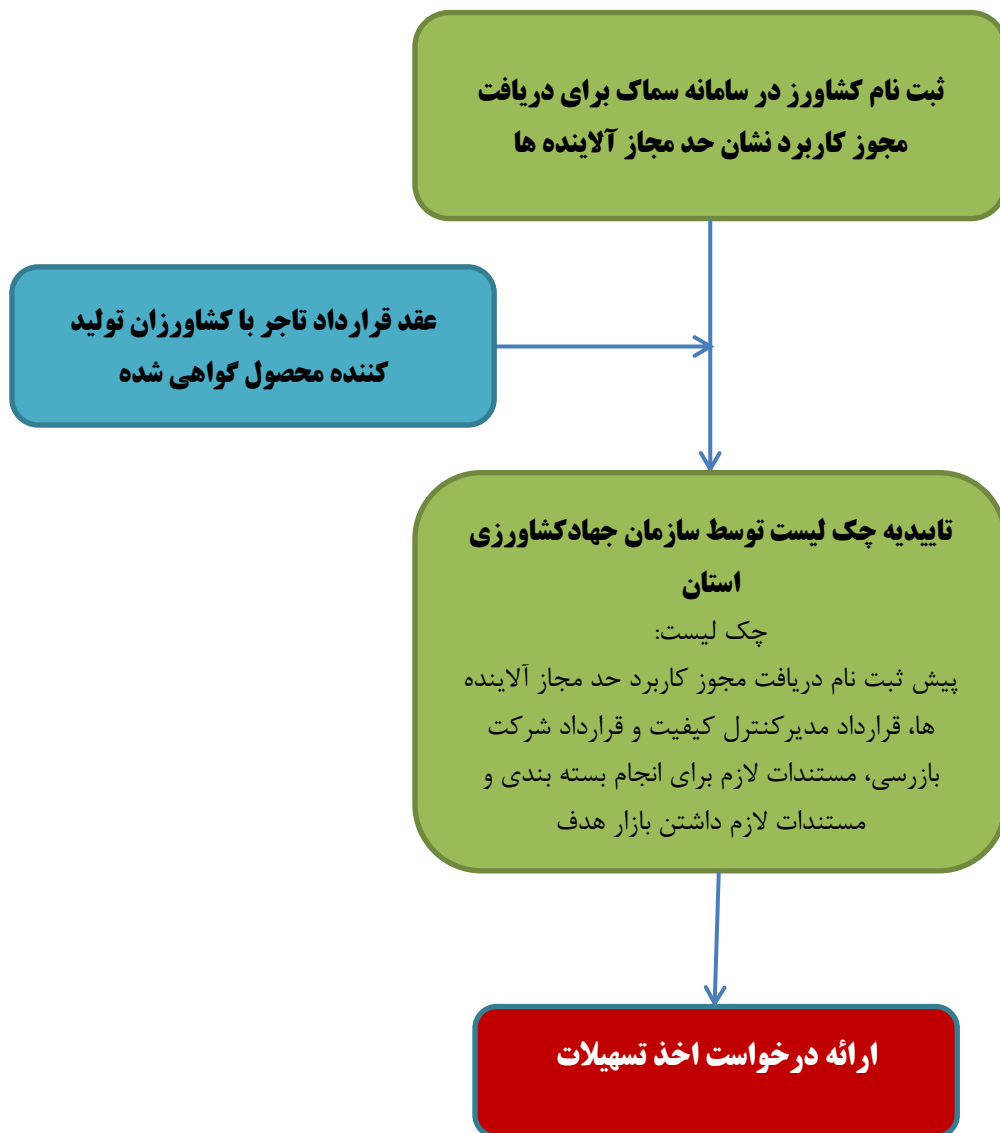 ثبت نام کشاورز در سامانه سماک برای دریافت
مجوز کاربرد نشان حد مجاز آلاینده ها
عقد قرارداد تاجر با کشاورزان تولید
کننده محصول گواهی شده
تاییدیه چک لیست توسط سازمان جهادکشاورزی
استان
چک لیست:
پیش ثبت نام دریافت مجوز کاربرد حد مجاز آلاینده
ها، قرارداد مدیرکنترل کیفیت و قرارداد شرکت
بازرسی، مستندات لازم برای انجام بسته بندی و
مستندات لازم داشتن بازار هدف
ارائه درخواست اخذ تسهیلات